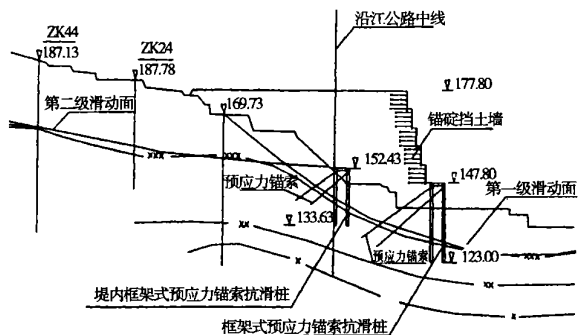 ZK44
187.13
ZK24
187.78
沿江公路中线
177.80
第二级滑动面
169.73
锚碇挡土墙
152.43
147.80
预应力锚索
第一级滑动面
133.63
预应力锚索
123.00
堤内框架式预应力锚索抗滑桩
框架式预应力锚索抗滑桩